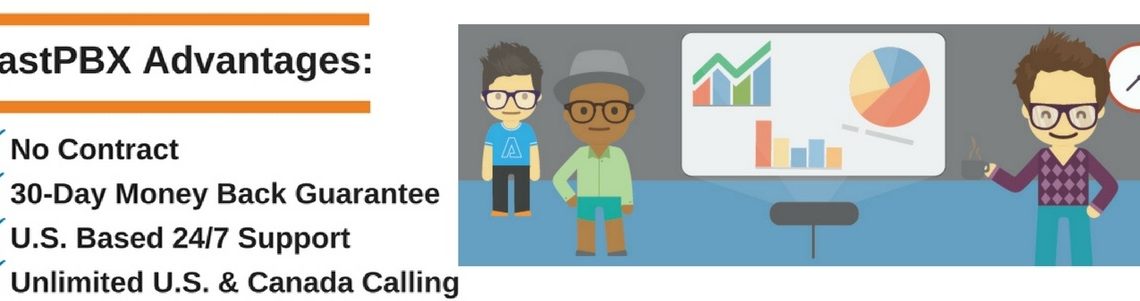 astPBX Advantages:
No Contract
30-Day Money Back Guarantee
U.S. Based 24/7 Support
Unlimited U.S. & Canada Calling